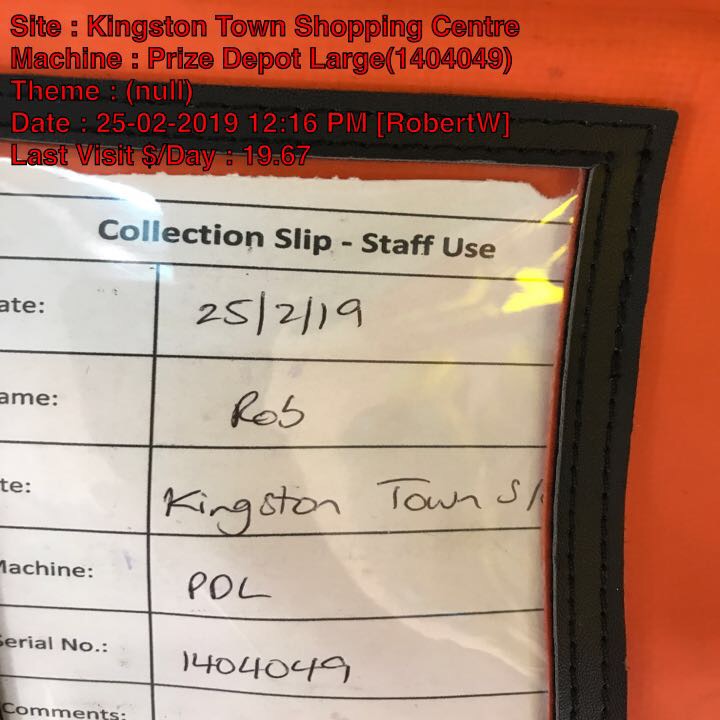 Site : Kingston Town Shopping Centre
Machine : Prize Depot Large(1404049)
Theme : (null)
Date : 25-02-2019 12:16 PM [RobertW]
Last Visit $/Day : 19.67
Collection Slip - Staff Use
ate: 25/2/19
ame: Rob
te: Kingston Town S/
Machine: PDL
Serial No.: 1404049
Comments: